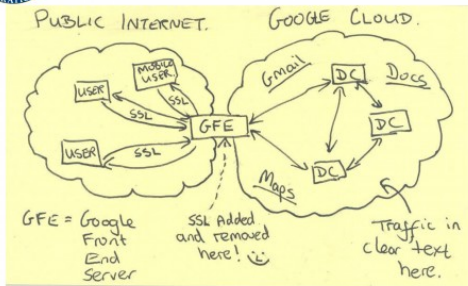 PUBLIC INTERNET.
GOOGLE CLOUD.
MOBILE
USER
USER
SSL
SSL
USER
SSL
GFE
Gmail
DC
Docs
DC
Maps
DC
GFE = Google
Front
End
Server
SSL Added
and removed
here!
Traffic in
clear text
here.